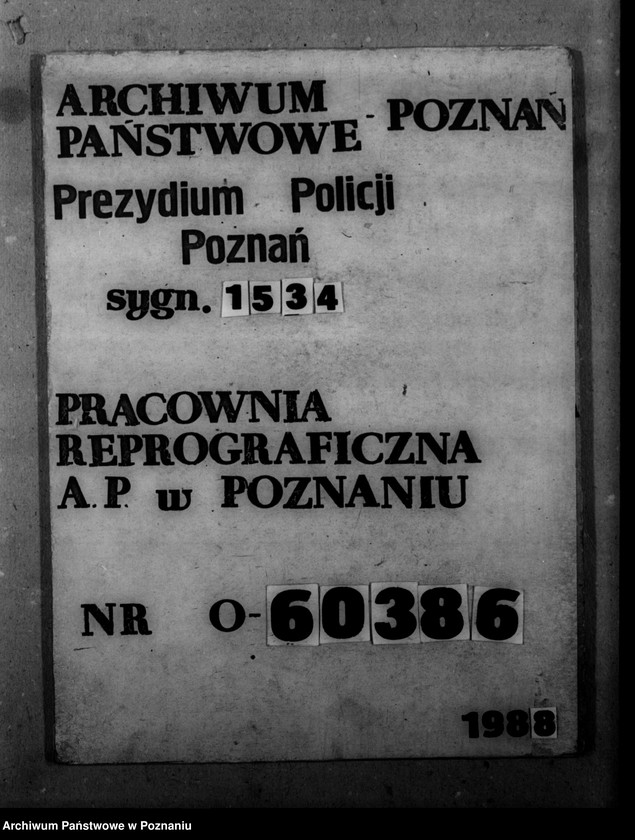 ARCHIWUM
PAŃSTWOWE - POZNAŃ
Prezydium Policji
Poznań
sygn. 1534
PRACOWNIA
REPROGRAFICZNA
A.P. w POZNANIU
NR O-60386
1988
Archiwum Państwowe w Poznaniu